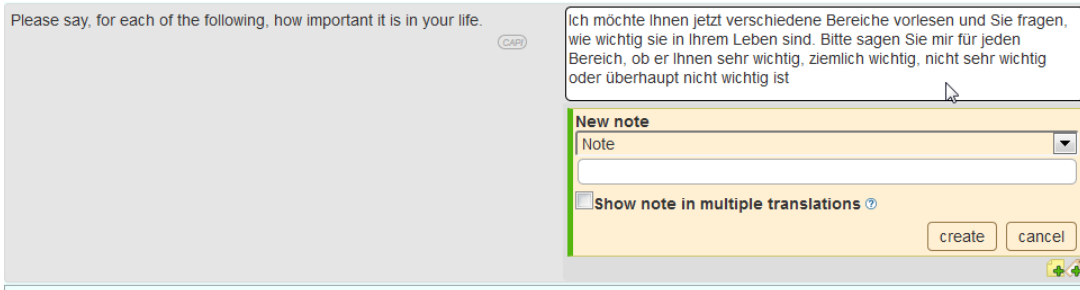 Please say, for each of the following, how important it is in your life.
CAPI
Ich möchte Ihnen jetzt verschiedene Bereiche vorlesen und Sie fragen,
wie wichtig sie in Ihrem Leben sind. Bitte sagen Sie mir für jeden
Bereich, ob er Ihnen sehr wichtig, ziemlich wichtig, nicht sehr wichtig
oder überhaupt nicht wichtig ist
New note
Note
Show note in multiple translations ?
create cancel